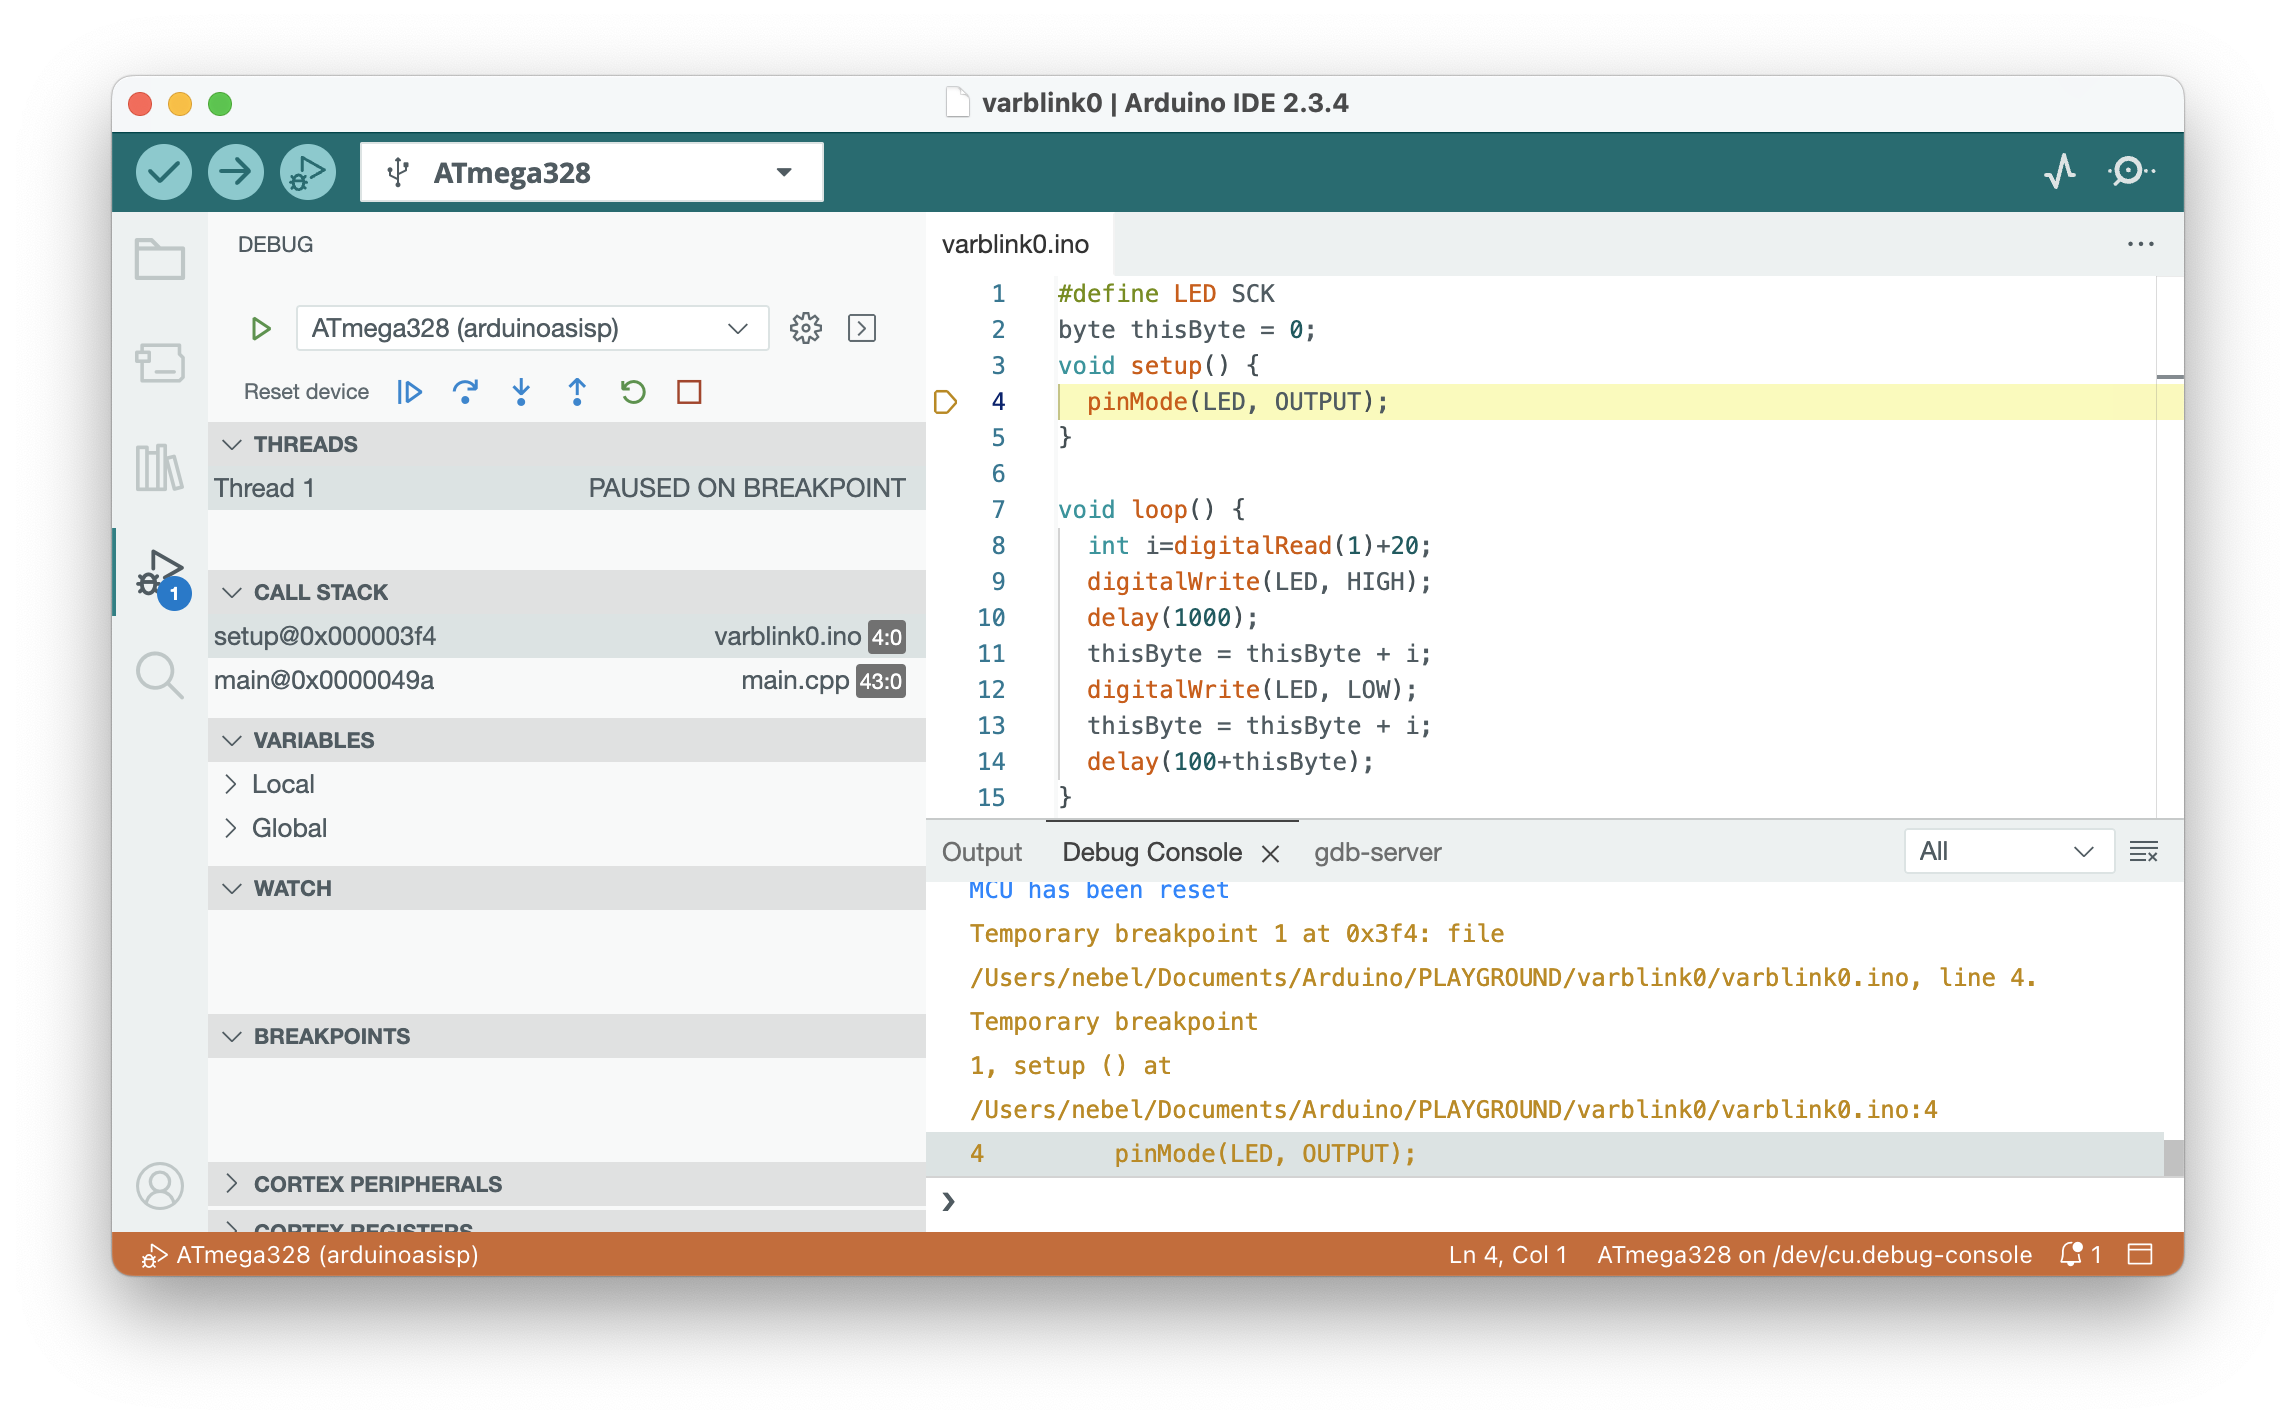 varblink0 | Arduino IDE 2.3.4
ATmega328
DEBUG
ATmega328 (arduinoasisp)
Reset device
THREADS
Thread 1 PAUSED ON BREAKPOINT
CALL STACK
setup@0x000003f4 varblink0.ino 4:0
main@0x0000049a main.cpp 43:0
VARIABLES
Local
Global
WATCH
BREAKPOINTS
CORTEX PERIPHERALS
CORTEX REGISTERS
1
varblink0.ino
1 #define LED SCK
2 byte thisByte = 0;
3 void setup() {
4   pinMode(LED, OUTPUT);
5 }
6
7 void loop() {
8   int i=digitalRead(1)+20;
9   digitalWrite(LED, HIGH);
10   delay(1000);
11   thisByte = thisByte + i;
12   digitalWrite(LED, LOW);
13   thisByte = thisByte + i;
14   delay(100+thisByte);
15 }
Output Debug Console gdb-server All
MCU has been reset
Temporary breakpoint 1 at 0x3f4: file
/Users/nebel/Documents/Arduino/PLAYGROUND/varblink0/varblink0.ino, line 4.
Temporary breakpoint
1, setup () at
/Users/nebel/Documents/Arduino/PLAYGROUND/varblink0/varblink0.ino:4
4         pinMode(LED, OUTPUT);
❯
ATmega328 (arduinoasisp) Ln 4, Col 1 ATmega328 on /dev/cu.debug-console 1